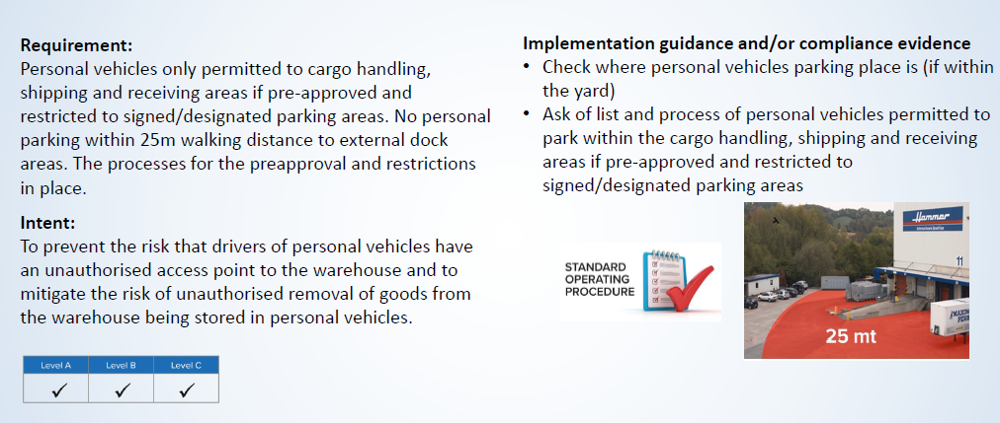 Requirement:
Personal vehicles only permitted to cargo handling,
shipping and receiving areas if pre-approved and
restricted to signed/designated parking areas. No personal
parking within 25m walking distance to external dock
areas. The processes for the preapproval and restrictions
in place.
Intent:
To prevent the risk that drivers of personal vehicles have
an unauthorised access point to the warehouse and to
mitigate the risk of unauthorised removal of goods from
the warehouse being stored in personal vehicles.
Level A Level B Level C
Implementation guidance and/or compliance evidence
• Check where personal vehicles parking place is (if within
the yard)
• Ask of list and process of personal vehicles permitted to
park within the cargo handling, shipping and receiving
areas if pre-approved and restricted to
signed/designated parking areas
STANDARD
OPERATING
PROCEDURE
Hammer
11
25 mt